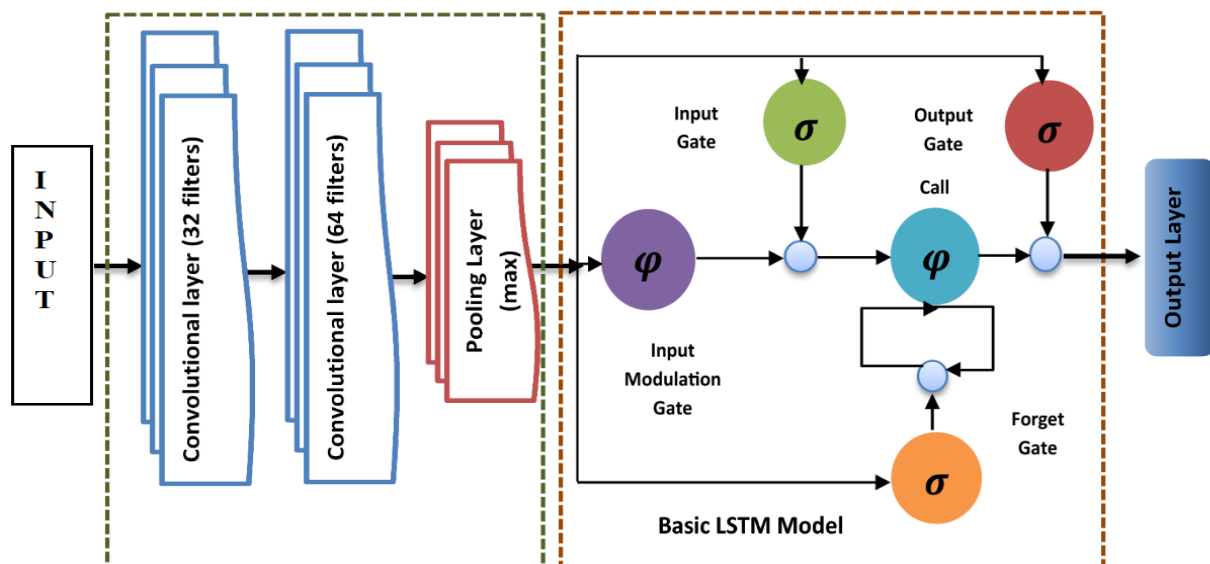 INPUT
Convolutional layer (32 filters)
Convolutional layer (64 filters)
Pooling Layer
(max)
Input
Gate
σ
Output
Gate
σ
Call
φ
φ
Input
Modulation
Gate
Forget
Gate
σ
Basic LSTM Model
Output Layer